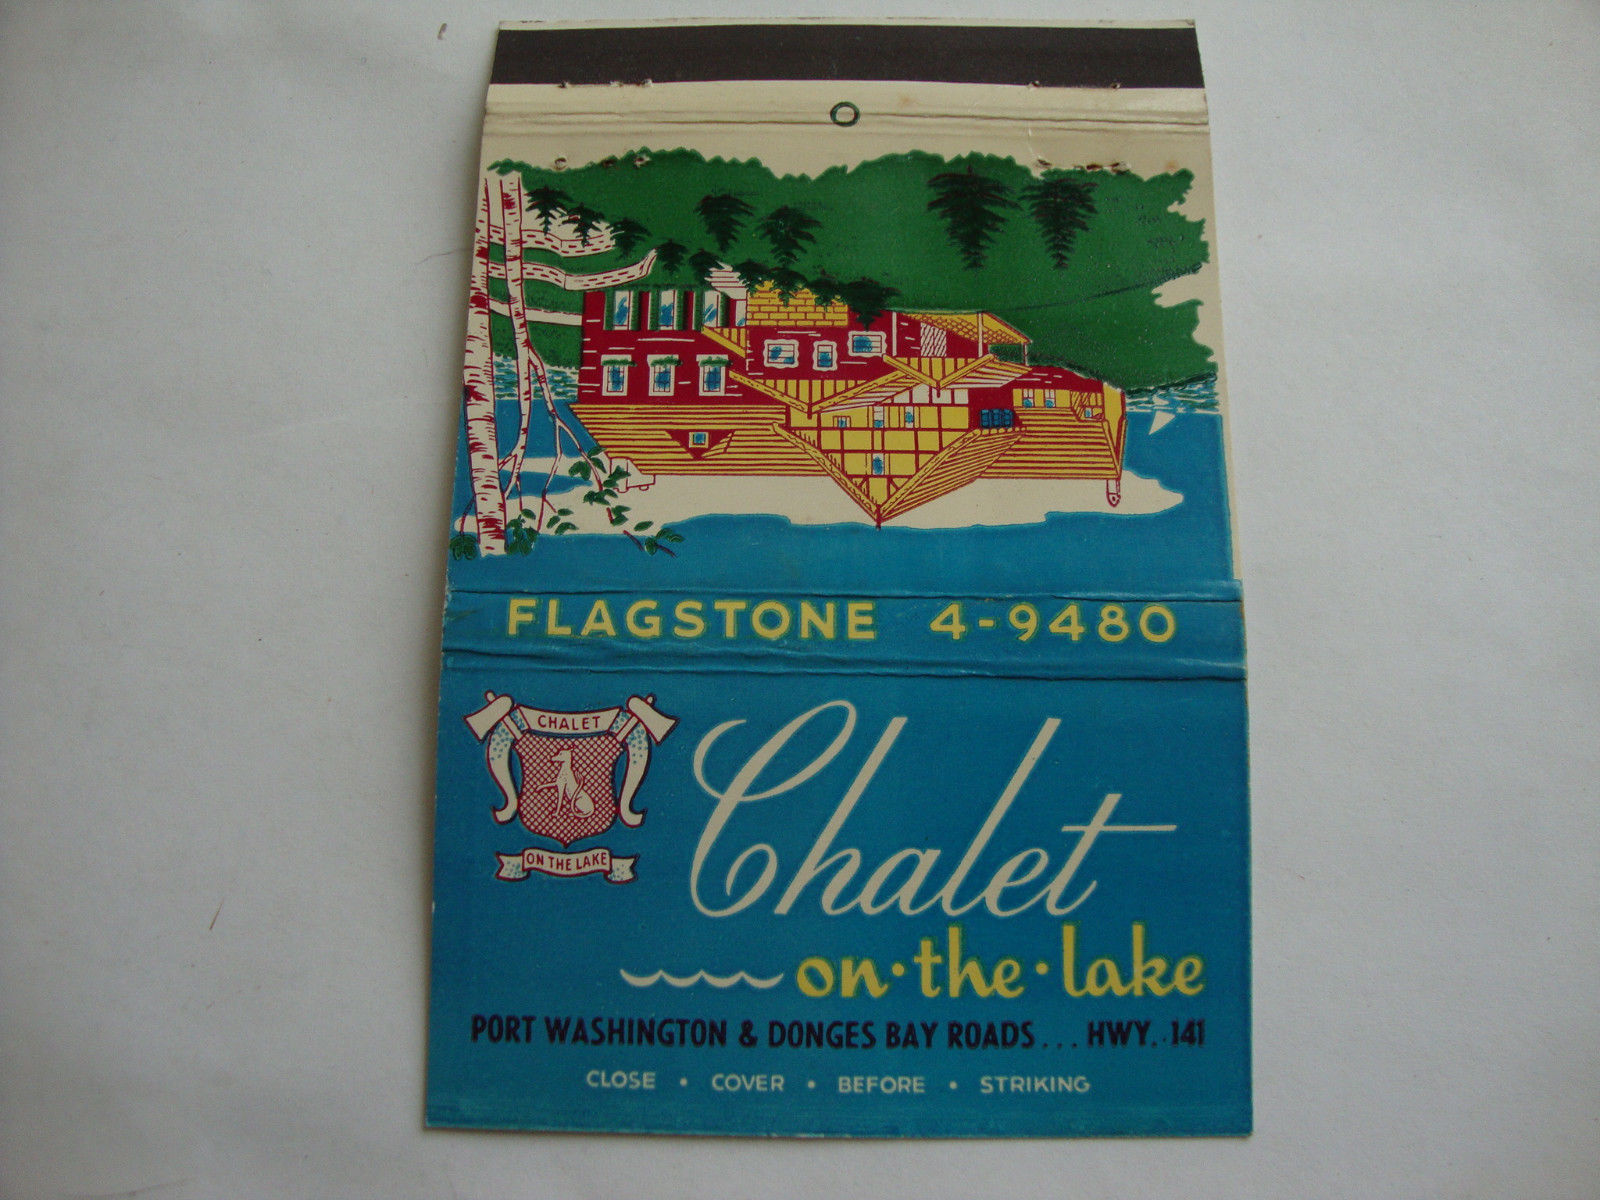 FLAGSTONE 4-9480
CHALET
ON THE LAKE
Chalet
on·the·lake
PORT WASHINGTON & DONGES BAY ROADS... HWY. 141
CLOSE • COVER • BEFORE • STRIKING